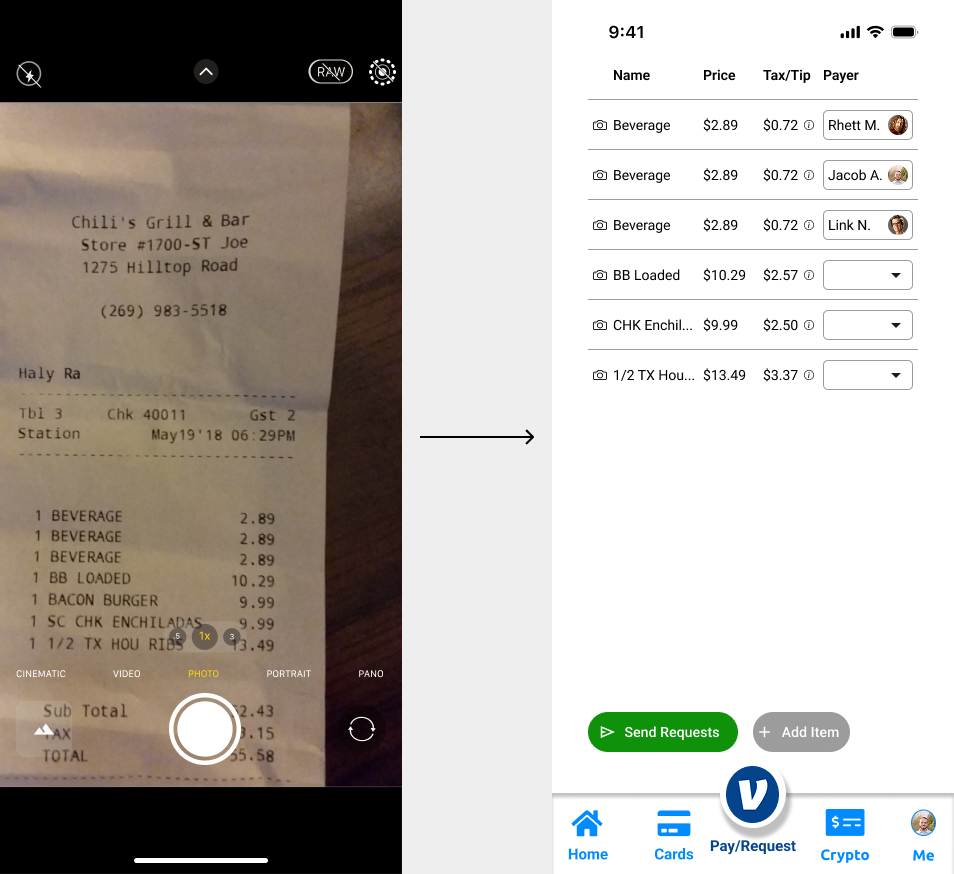 RAW
Chili's Grill & Bar
Store #1700-ST Joe
1275 Hilltop Road
(269) 983-5518
Haly Ra
Tbl 3 Chk 40011 Gst 2
Station May19'18 06:29PM
1 BEVERAGE 2.89
1 BEVERAGE 2.89
1 BEVERAGE 2.89
1 BB LOADED 10.29
1 BACON BURGER 9.99
1 SC CHK ENCHILADAS 9.99
1 1/2 TX HOU RIBS 13.49
.5 1x 3
CINEMATIC VIDEO PHOTO PORTRAIT PANO
Sub Total 2.43
TAX .15
TOTAL 55.58
9:41
Name Price Tax/Tip Payer
Beverage $2.89 $0.72 Rhett M.
Beverage $2.89 $0.72 Jacob A.
Beverage $2.89 $0.72 Link N.
BB Loaded $10.29 $2.57
CHK Enchil... $9.99 $2.50
1/2 TX Hou... $13.49 $3.37
Send Requests
Add Item
V
Home Cards Pay/Request Crypto Me